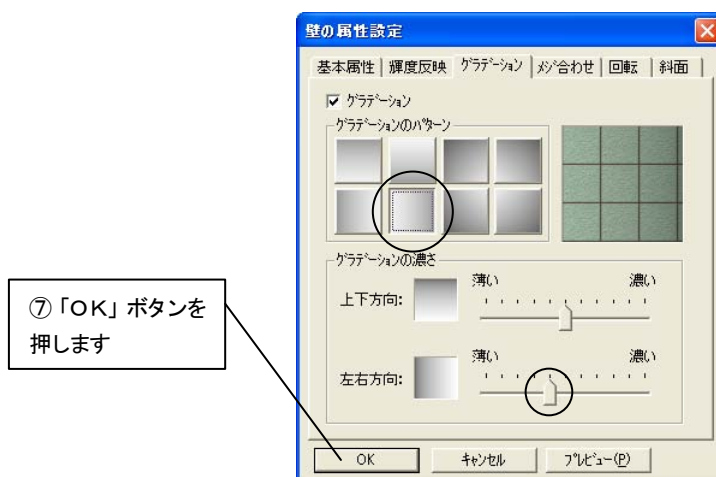 壁の属性設定
基本属性 輝度反映 ｸﾞﾗﾃﾞｰｼｮﾝ ﾒｼﾞ合わせ 回転 斜面
ｸﾞﾗﾃﾞｰｼｮﾝ
ｸﾞﾗﾃﾞｰｼｮﾝのﾊﾟﾀｰﾝ
ｸﾞﾗﾃﾞｰｼｮﾝの濃さ
薄い 濃い
上下方向:
薄い 濃い
左右方向:
⑦「ＯＫ」ボタンを
押します
OK ｷｬﾝｾﾙ ﾌﾟﾚﾋﾞｭｰ(P)